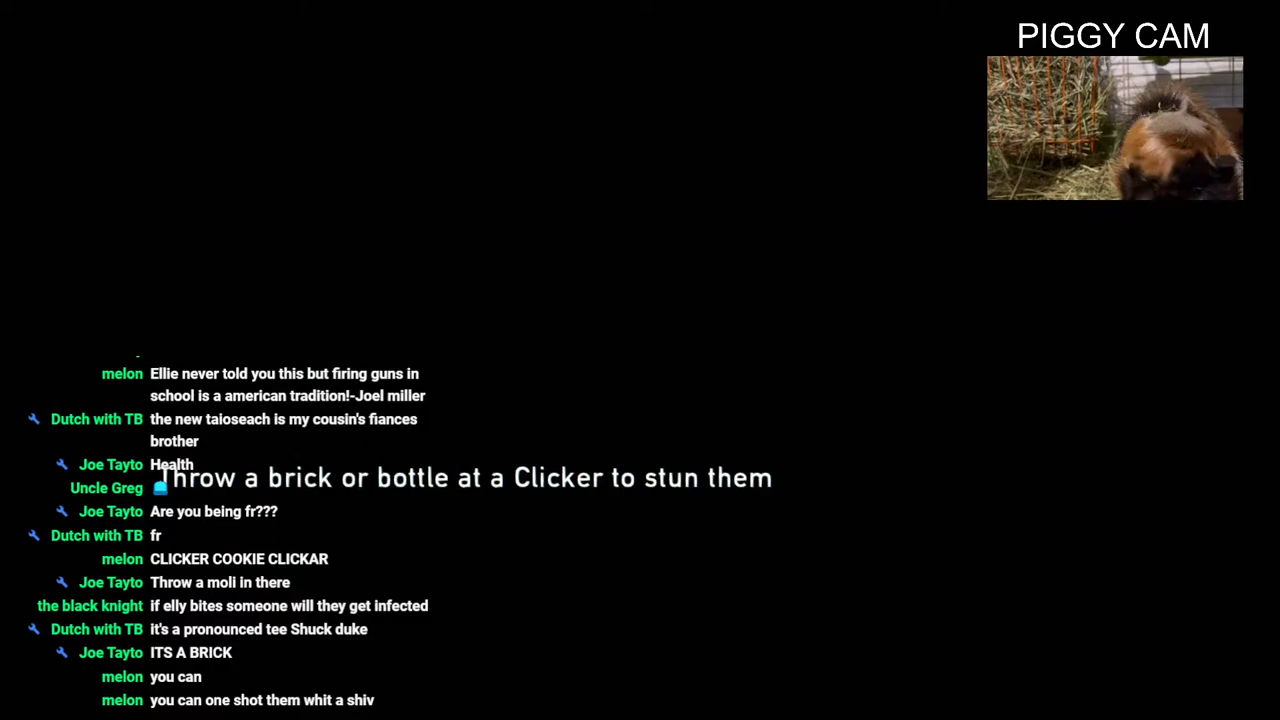 PIGGY CAM
melon Ellie never told you this but firing guns in
school is a american tradition!-Joel miller
Dutch with TB the new taioseach is my cousin's fiances
brother
Joe Tayto Health
Throw a brick or bottle at a Clicker to stun them
Uncle Greg
Joe Tayto Are you being fr???
Dutch with TB fr
melon CLICKER COOKIE CLICKAR
Joe Tayto Throw a moli in there
the black knight if elly bites someone will they get infected
Dutch with TB it's a pronounced tee Shuck duke
Joe Tayto ITS A BRICK
melon you can
melon you can one shot them whit a shiv